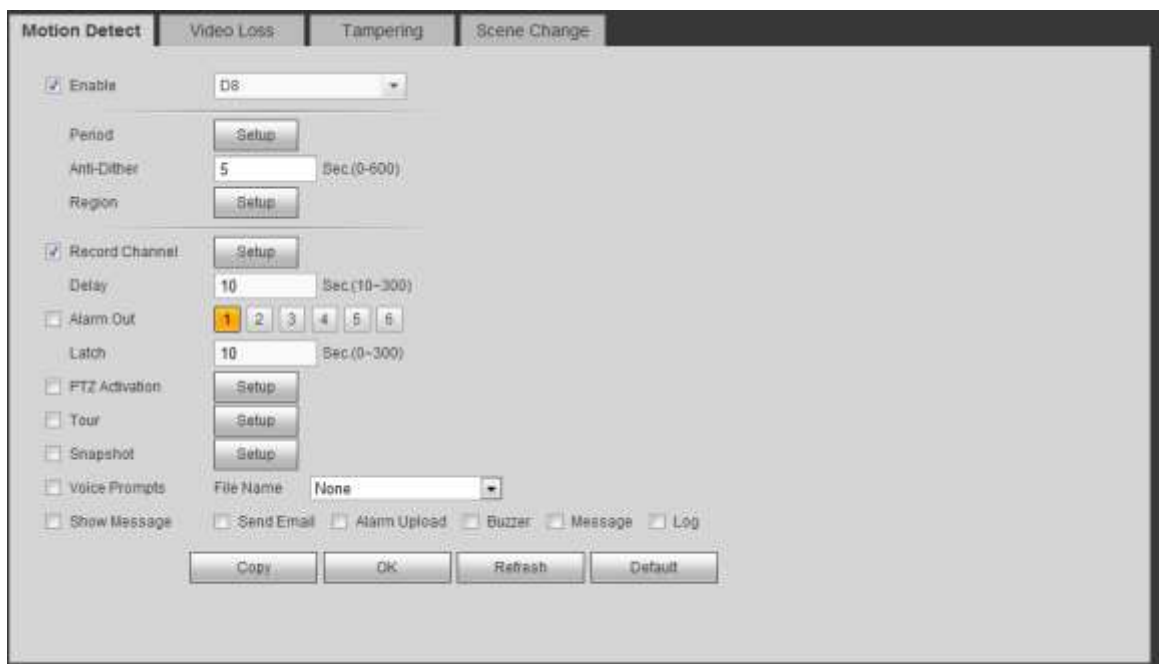 Motion Detect Video Loss Tampering Scene Change
Enable D8
Period Setup
Anti-Dither 5 Sec.(0-600)
Region Setup
Record Channel Setup
Delay 10 Sec.(10~300)
Alarm Out 1 2 3 4 5 6
Latch 10 Sec.(0~300)
PTZ Activation Setup
Tour Setup
Snapshot Setup
Voice Prompts File Name None
Show Message Send Email Alarm Upload Buzzer Message Log
Copy OK Refresh Default